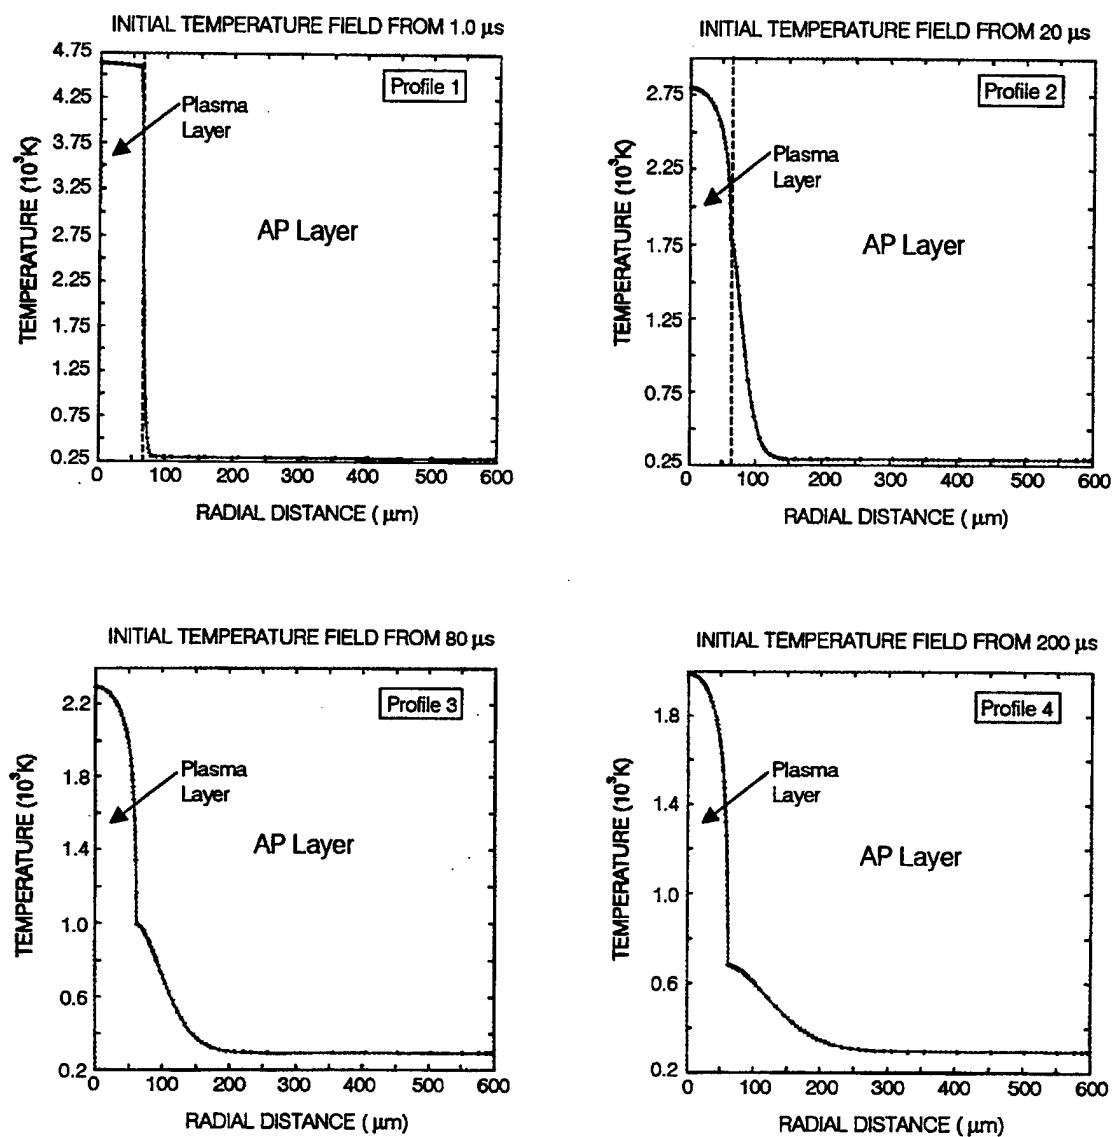 INITIAL TEMPERATURE FIELD FROM 1.0 µs
4.75
4.25
3.75
3.25
2.75
2.25
1.75
1.25
0.75
0.25
TEMPERATURE (10³K)
Profile 1
Plasma
Layer
AP Layer
0 100 200 300 400 500 600
RADIAL DISTANCE ( µm)
INITIAL TEMPERATURE FIELD FROM 20 µs
2.75
2.25
1.75
1.25
0.75
0.25
TEMPERATURE (10³K)
Profile 2
Plasma
Layer
AP Layer
0 100 200 300 400 500 600
RADIAL DISTANCE ( µm)
INITIAL TEMPERATURE FIELD FROM 80 µs
2.2
1.8
1.4
1.0
0.6
0.2
TEMPERATURE (10³K)
Profile 3
Plasma
Layer
AP Layer
0 100 200 300 400 500 600
RADIAL DISTANCE ( µm)
INITIAL TEMPERATURE FIELD FROM 200 µs
1.8
1.4
1.0
0.6
0.2
TEMPERATURE (10³K)
Profile 4
Plasma
Layer
AP Layer
0 100 200 300 400 500 600
RADIAL DISTANCE ( µm)